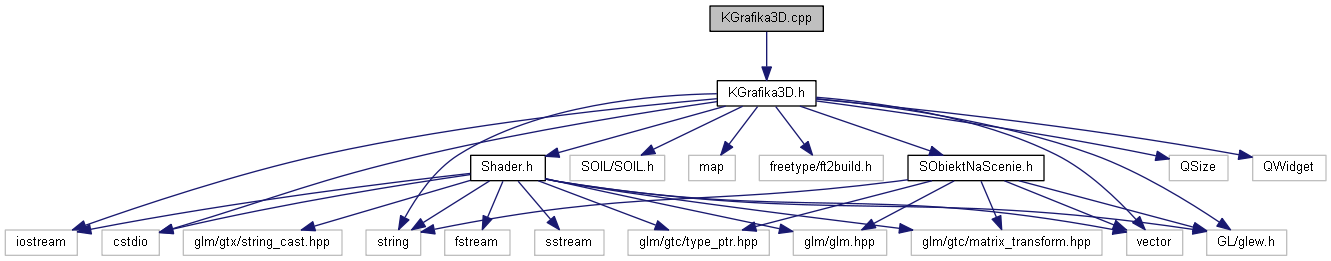 KGrafika3D.cpp
KGrafika3D.h
Shader.h
SOIL/SOIL.h
map
freetype/ft2build.h
SObiektNaScenie.h
QSize
QWidget
iostream
cstdio
glm/gtx/string_cast.hpp
string
fstream
sstream
glm/gtc/type_ptr.hpp
glm/glm.hpp
glm/gtc/matrix_transform.hpp
vector
GL/glew.h